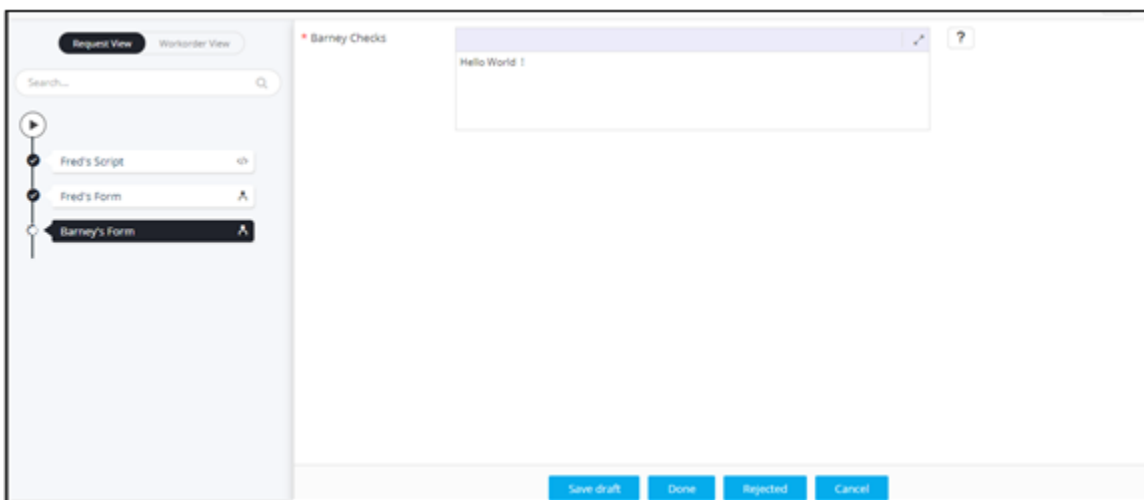 Request View Workorder View
Search...
Fred's Script </>
Fred's Form
Barney's Form
* Barney Checks
?
Hello World !
Save draft Done Rejected Cancel